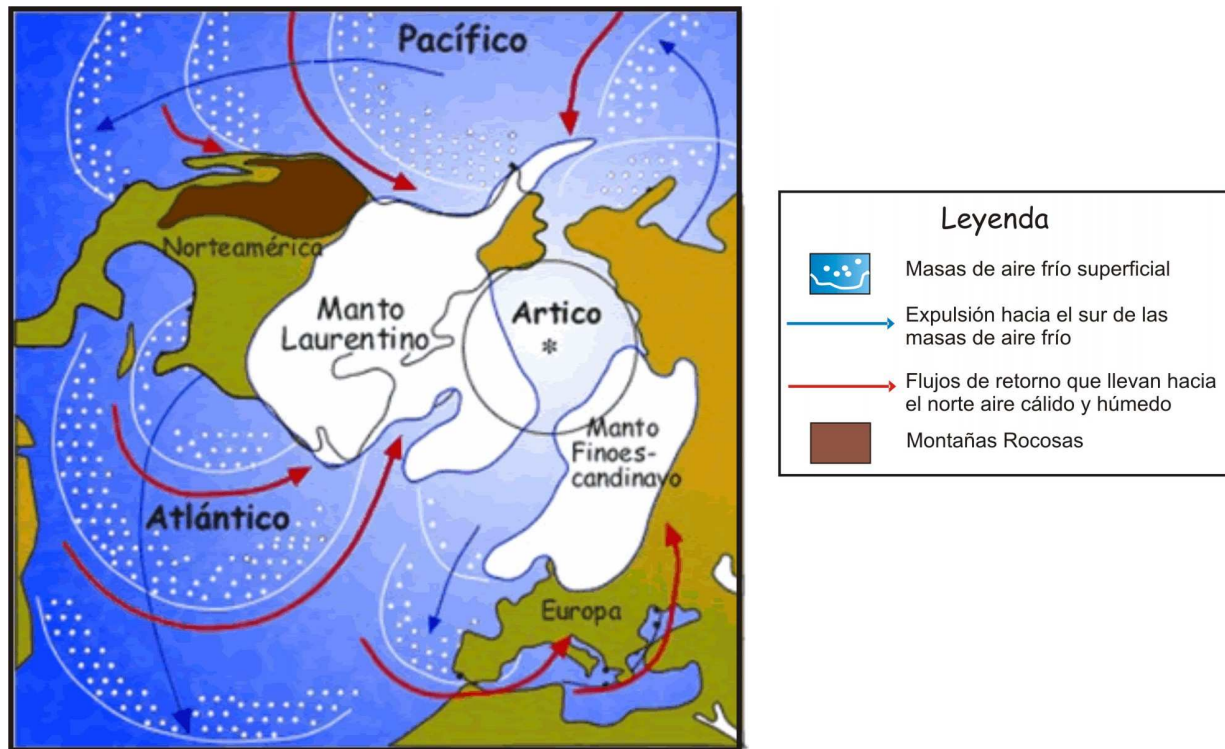 Pacífico
Norteamérica
Manto
Laurentino
Artico
*
Manto
Finoes-
candinavo
Atlántico
Europa
Leyenda
Masas de aire frío superficial
Expulsión hacia el sur de las
masas de aire frío
Flujos de retorno que llevan hacia
el norte aire cálido y húmedo
Montañas Rocosas